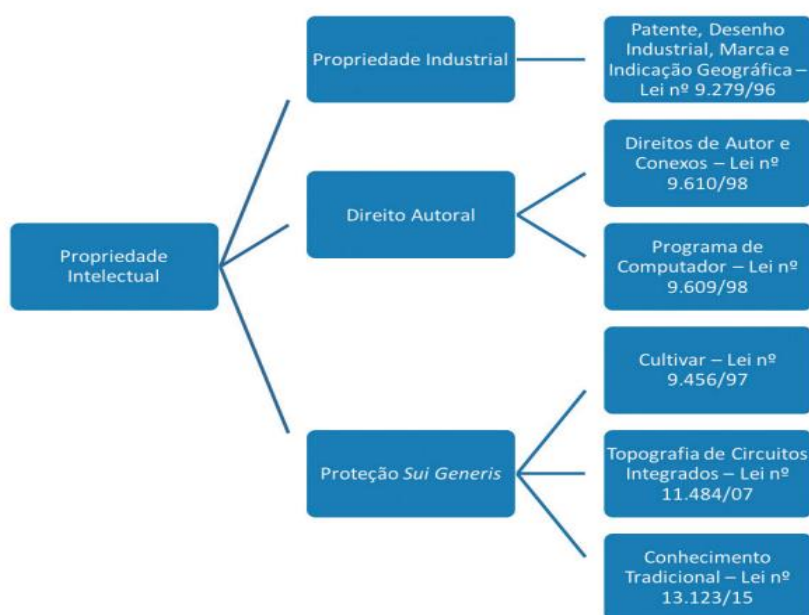 Propriedade
Intelectual
Propriedade Industrial
Patente, Desenho
Industrial, Marca e
Indicação Geográfica –
Lei nº 9.279/96
Direito Autoral
Direitos de Autor e
Conexos – Lei nº
9.610/98
Programa de
Computador – Lei nº
9.609/98
Proteção Sui Generis
Cultivar – Lei nº
9.456/97
Topografia de Circuitos
Integrados – Lei nº
11.484/07
Conhecimento
Tradicional – Lei nº
13.123/15